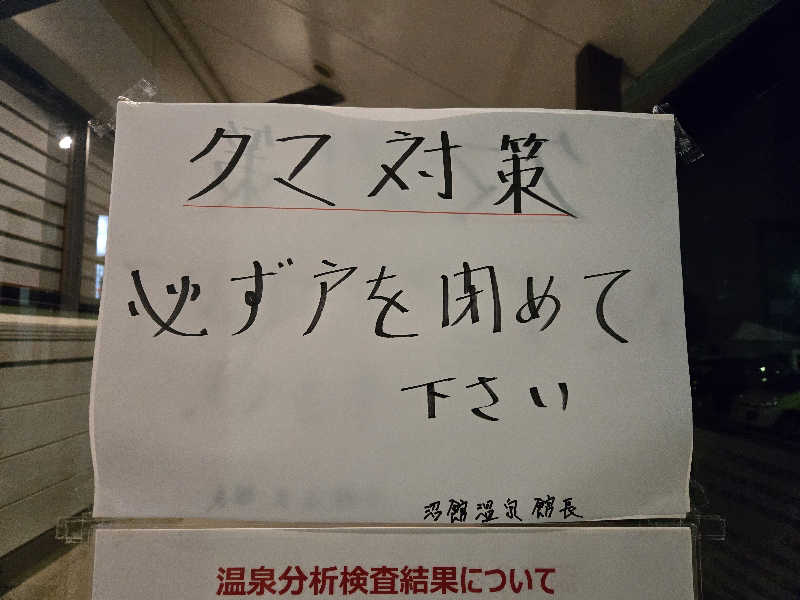 クマ対策
必ず戸を閉めて
下さい
沼館温泉館長
温泉分析検査結果について